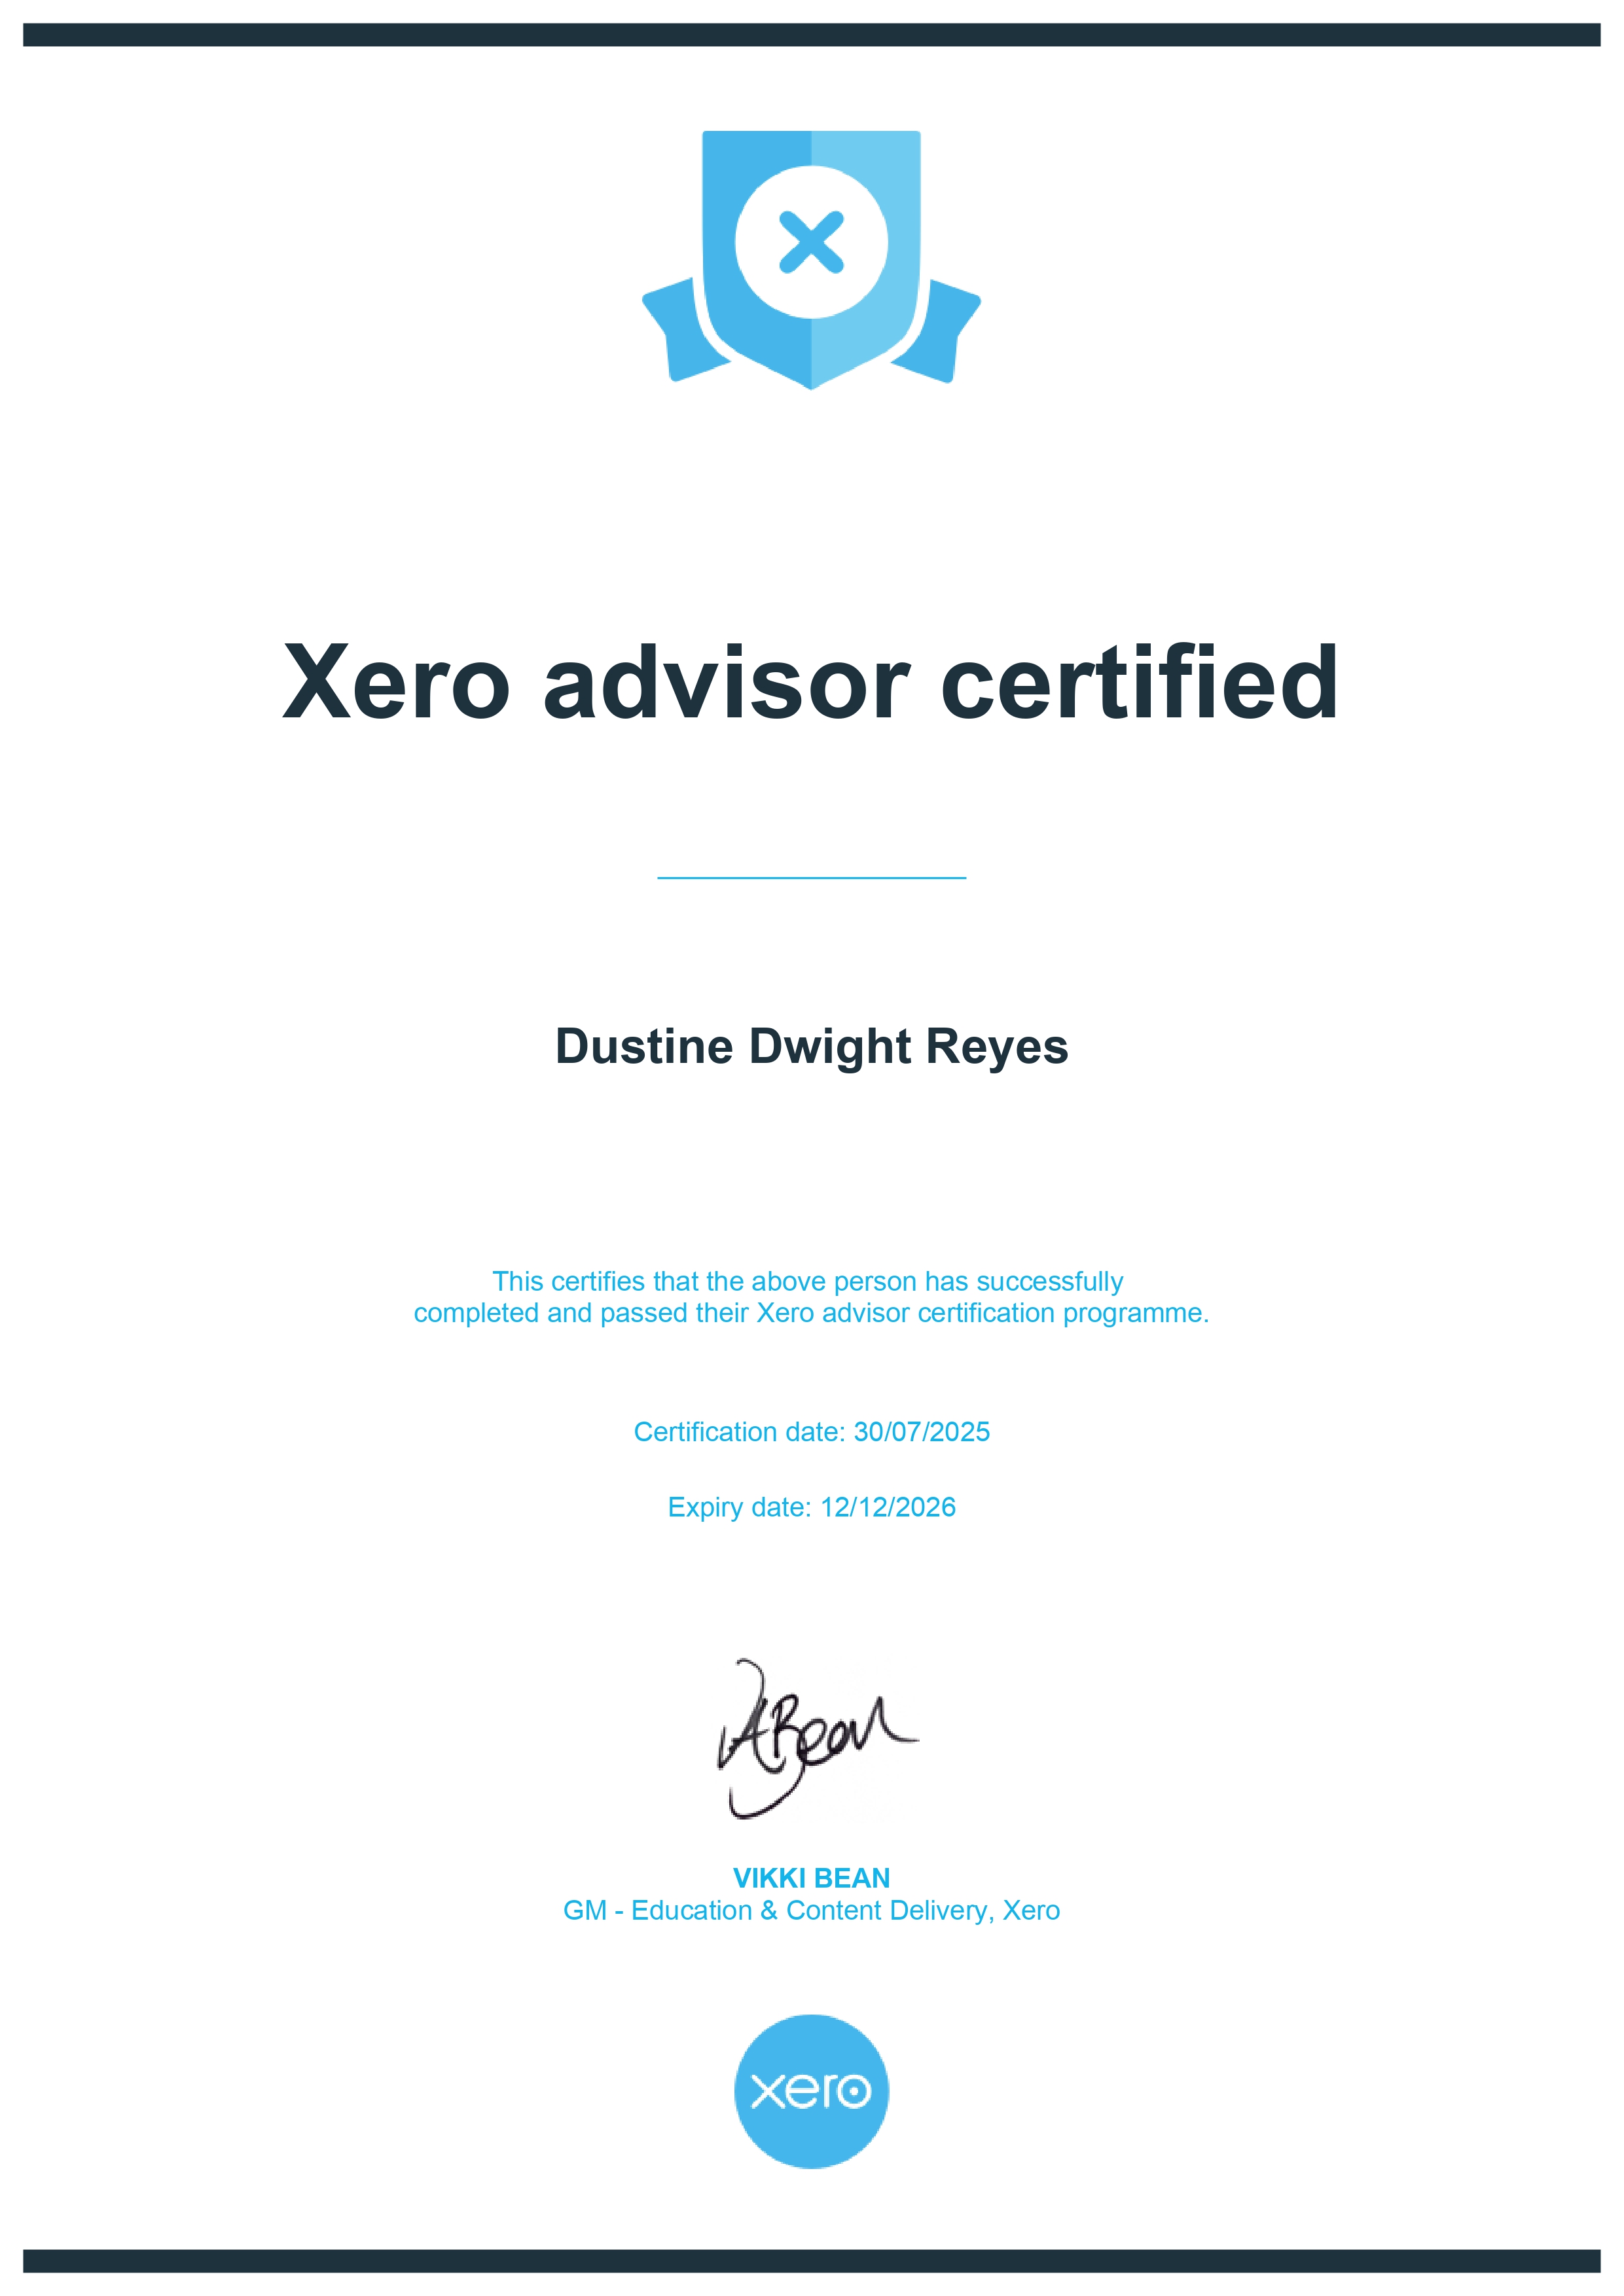 Xero advisor certified
Dustine Dwight Reyes
This certifies that the above person has successfully
completed and passed their Xero advisor certification programme.
Certification date: 30/07/2025
Expiry date: 12/12/2026
VABean
VIKKI BEAN
GM - Education & Content Delivery, Xero
xero